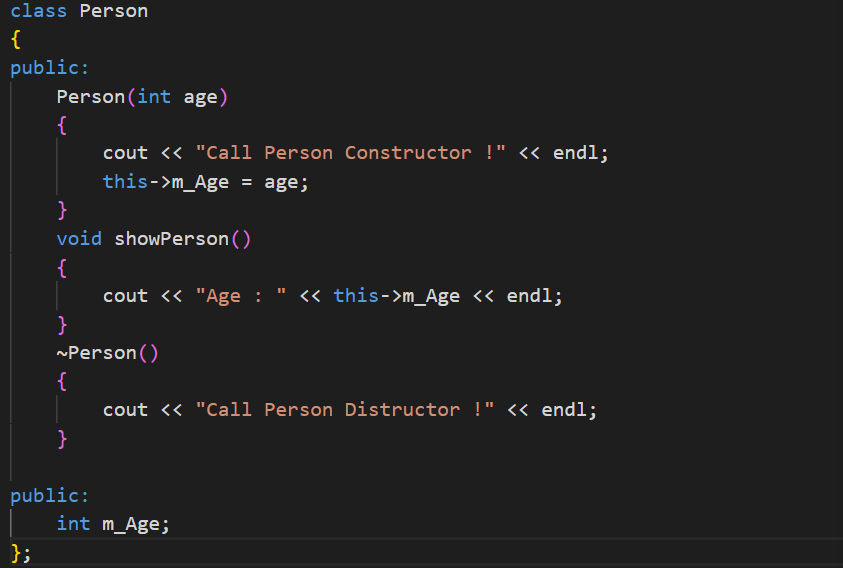 class Person
{
public:
    Person(int age)
    {
        cout << "Call Person Constructor !" << endl;
        this->m_Age = age;
    }
    void showPerson()
    {
        cout << "Age : " << this->m_Age << endl;
    }
    ~Person()
    {
        cout << "Call Person Distructor !" << endl;
    }
public:
    int m_Age;
};